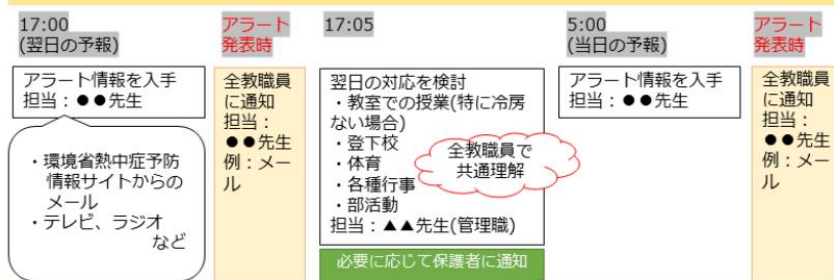 17:00
(翌日の予報)
アラート情報を入手
担当：●●先生
・環境省熱中症予防
情報サイトからの
メール
・テレビ、ラジオ
など
アラート
発表時
全教職員
に通知
担当：
●●先生
例：メー
ル
17:05
翌日の対応を検討
・教室での授業(特に冷房
ない場合)
・登下校
・体育
・各種行事
・部活動
担当：▲▲先生(管理職)
全教職員で
共通理解
必要に応じて保護者に通知
5:00
(当日の予報)
アラート情報を入手
担当：●●先生
アラート
発表時
全教職員
に通知
担当：
●●先生
例：メー
ル